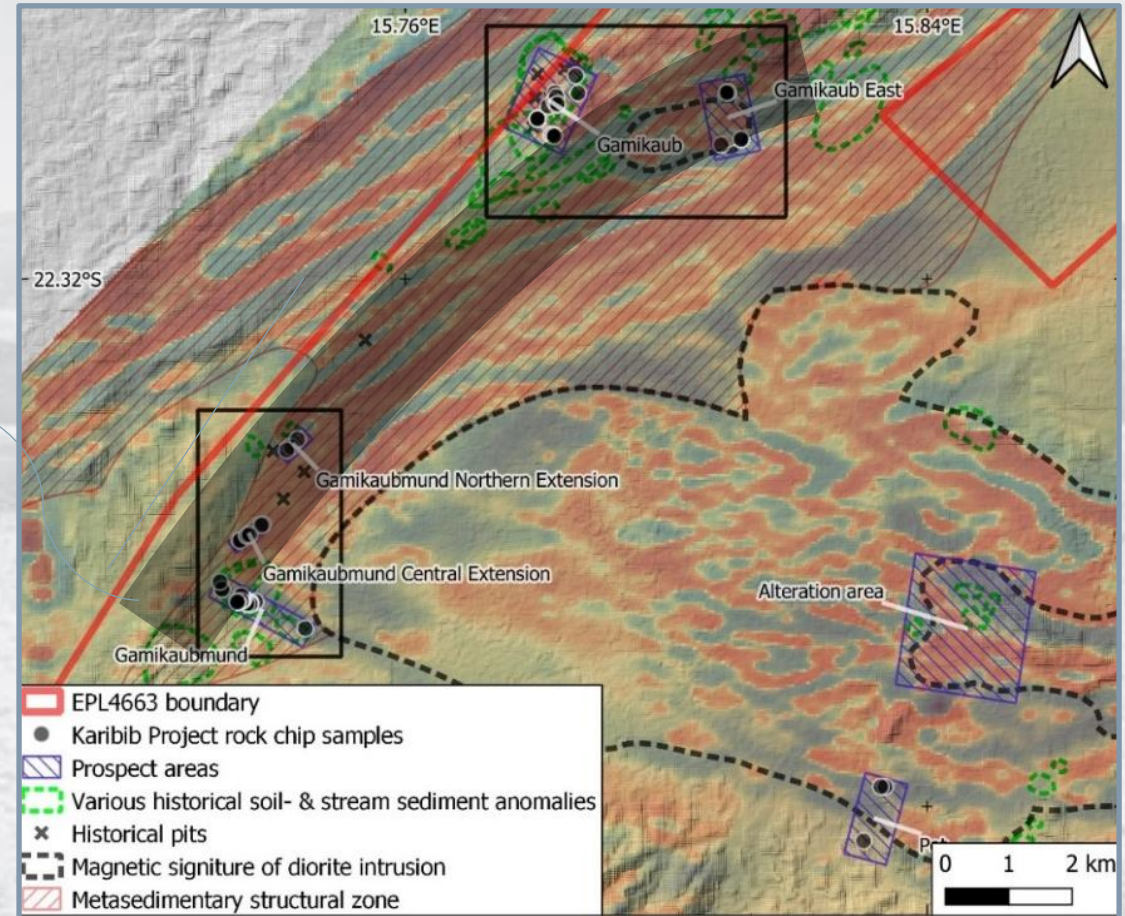 15.76°E
15.84°E
Gamikaub East
Gamikaub
22.32°S
Gamikaubmund Northern Extension
Gamikaubmund Central Extension
Alteration area
Gamikaubmund
EPL4663 boundary
Karibib Project rock chip samples
Prospect areas
Various historical soil- & stream sediment anomalies
Historical pits
Magnetic signiture of diorite intrusion
Metasedimentary structural zone
0 1 2 km